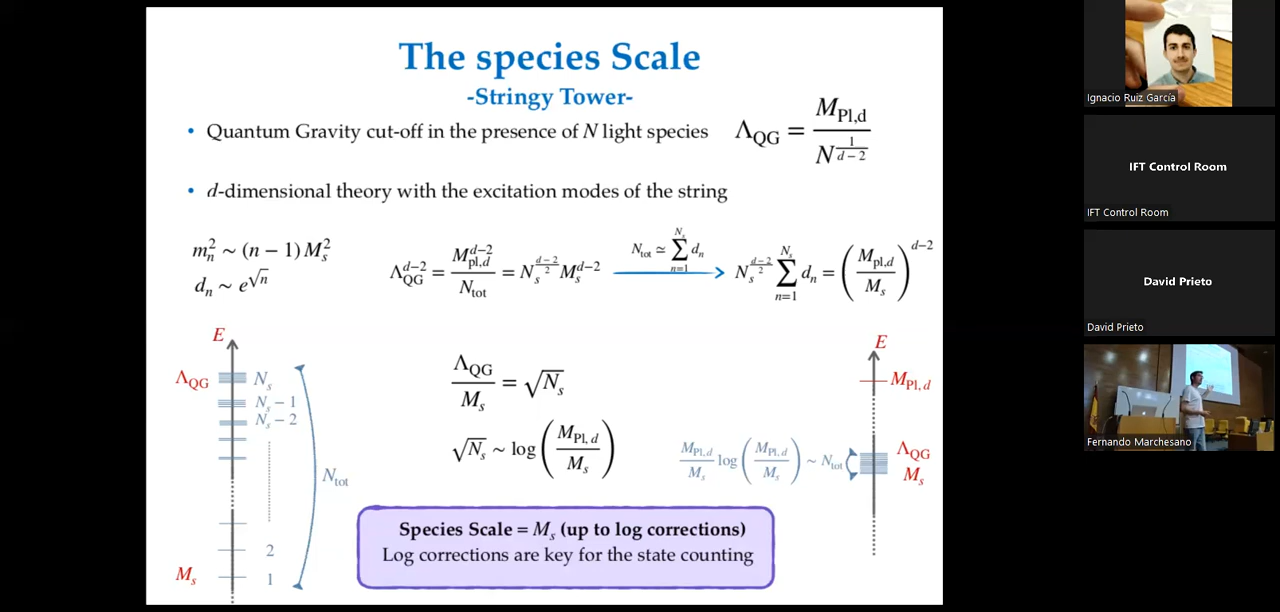 The species Scale
-Stringy Tower-
• Quantum Gravity cut-off in the presence of N light species
Λ_QG = M_Pl,d / N^(1/(d−2))
• d-dimensional theory with the excitation modes of the string
m_n^2 ~ (n − 1) M_s^2
d_n ~ e^√n
Λ_QG^(d−2) = M_pl,d^(d−2) / N_tot = N_s^((d−2)/2) M_s^(d−2)
N_tot ≃ ∑_(n=1)^(N_s) d_n
N_s^((d−2)/2) ∑_(n=1)^(N_s) d_n = (M_pl,d / M_s)^(d−2)
E
Λ_QG
N_s
N_s − 1
N_s − 2
N_tot
2
M_s
1
Λ_QG / M_s = √N_s
√N_s ~ log (M_Pl,d / M_s)
E
M_Pl,d
M_Pl,d / M_s log (M_Pl,d / M_s) ~ N_tot
Λ_QG
M_s
Species Scale = M_s (up to log corrections)
Log corrections are key for the state counting
Ignacio Ruiz García
IFT Control Room
IFT Control Room
David Prieto
David Prieto
Fernando Marchesano